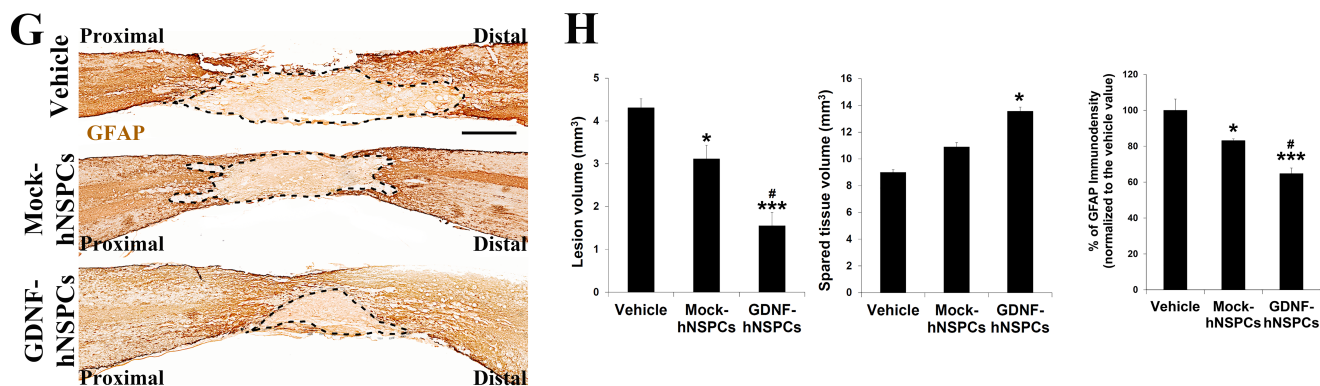 G
Vehicle
Proximal
Distal
GFAP
Mock-
hNSPCs
Proximal
Distal
GDNF-
hNSPCs
Proximal
Distal
H
Lesion volume (mm³)
5
4
3
2
1
0
*
#
***
Vehicle
Mock-
hNSPCs
GDNF-
hNSPCs
Spared tissue volume (mm³)
16
14
12
10
8
6
4
2
0
*
Vehicle
Mock-
hNSPCs
GDNF-
hNSPCs
% of GFAP Immunodensity
(normalized to the vehicle value)
120
100
80
60
40
20
0
*
#
***
Vehicle
Mock-
hNSPCs
GDNF-
hNSPCs